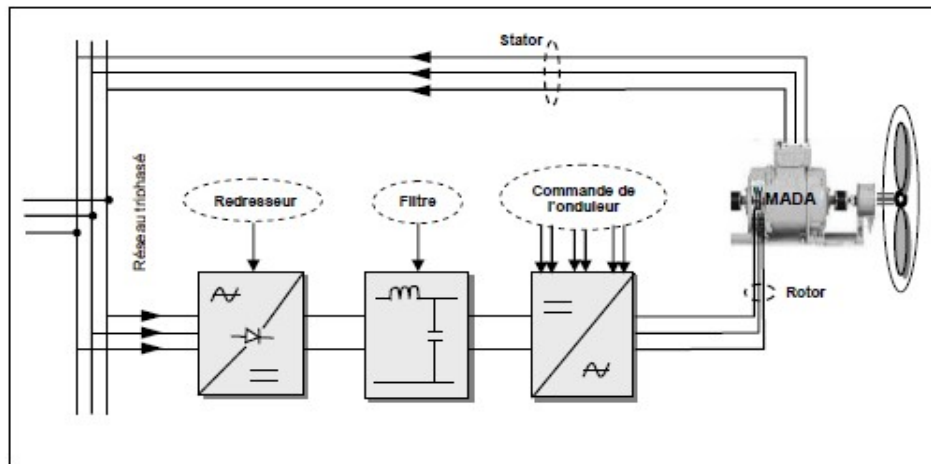 Stator
Réseau triphasé
Redresseur
Filtre
Commande de
l'onduleur
MADA
Rotor